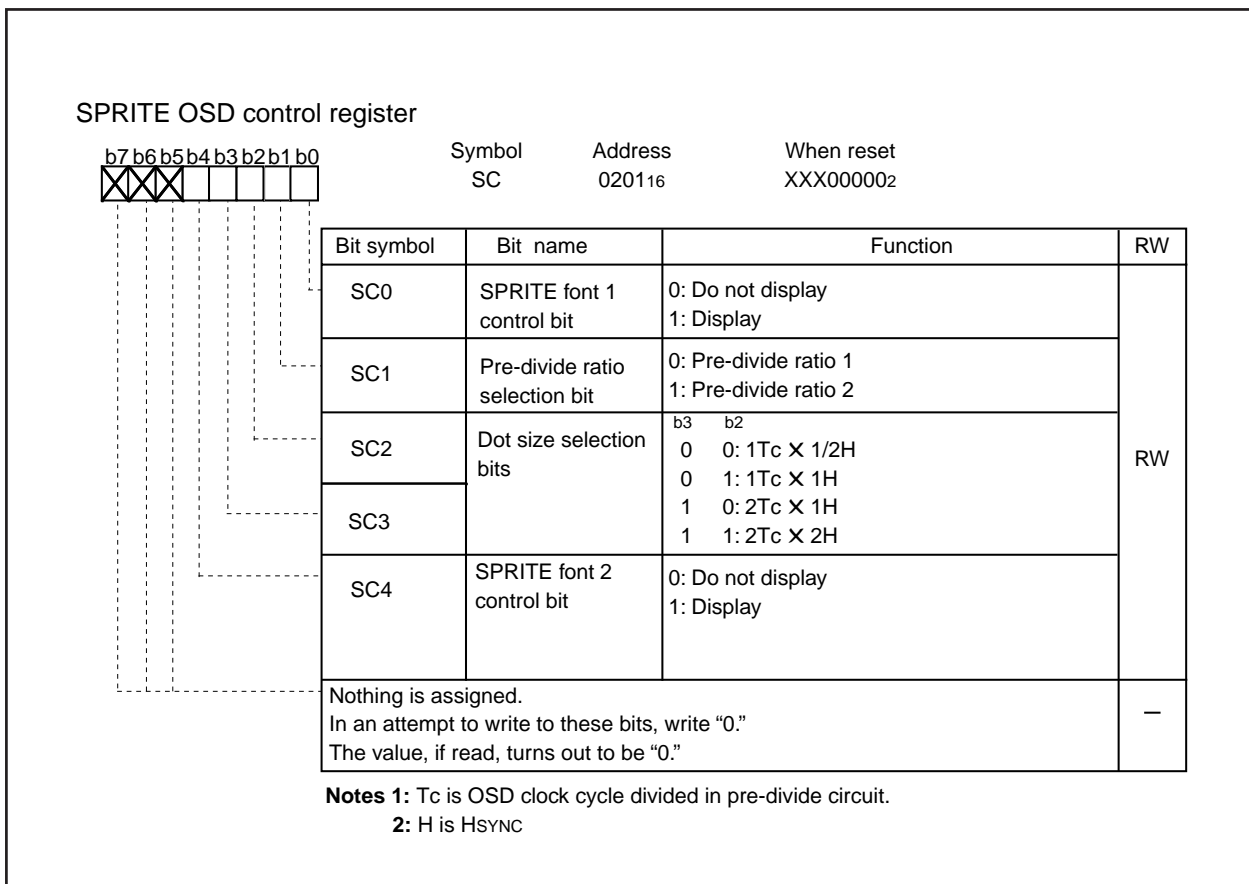 SPRITE OSD control register
b7 b6 b5 b4 b3 b2 b1 b0
Symbol Address When reset
SC 020116 XXX000002
Bit symbol Bit name Function RW
SC0 SPRITE font 1 control bit 0: Do not display
1: Display
SC1 Pre-divide ratio selection bit 0: Pre-divide ratio 1
1: Pre-divide ratio 2
SC2 Dot size selection bits b3 b2
0 0: 1Tc X 1/2H
0 1: 1Tc X 1H
SC3 1 0: 2Tc X 1H
1 1: 2Tc X 2H
RW
SC4 SPRITE font 2 control bit 0: Do not display
1: Display
Nothing is assigned.
In an attempt to write to these bits, write “0.”
The value, if read, turns out to be “0.”
–
Notes 1: Tc is OSD clock cycle divided in pre-divide circuit.
2: H is HSYNC